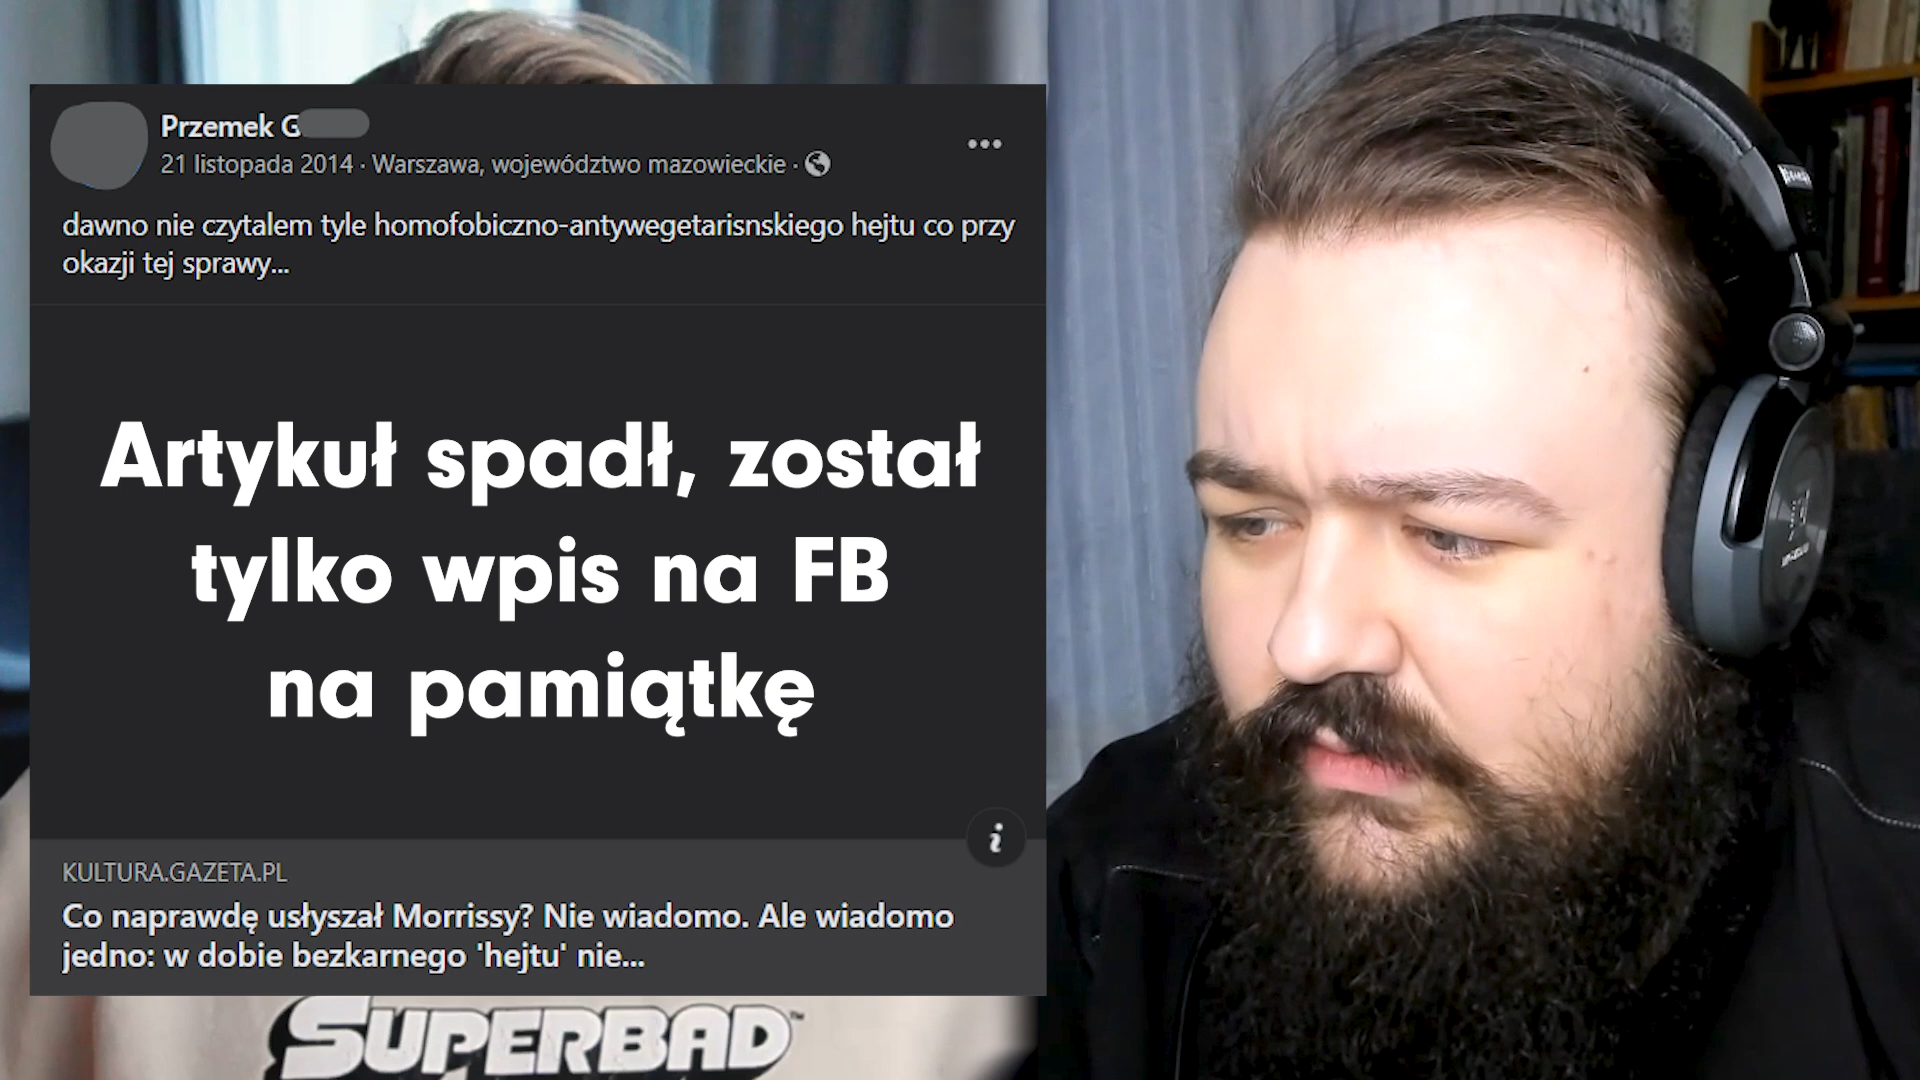 Przemek G
21 listopada 2014 · Warszawa, województwo mazowieckie ·
dawno nie czytalem tyle homofobiczno-antywegetarisnskiego hejtu co przy
okazji tej sprawy...
Artykuł spadł, został
tylko wpis na FB
na pamiątkę
KULTURA.GAZETA.PL
Co naprawdę usłyszał Morrissy? Nie wiadomo. Ale wiadomo
jedno: w dobie bezkarnego 'hejtu' nie...
SUPERBAD™